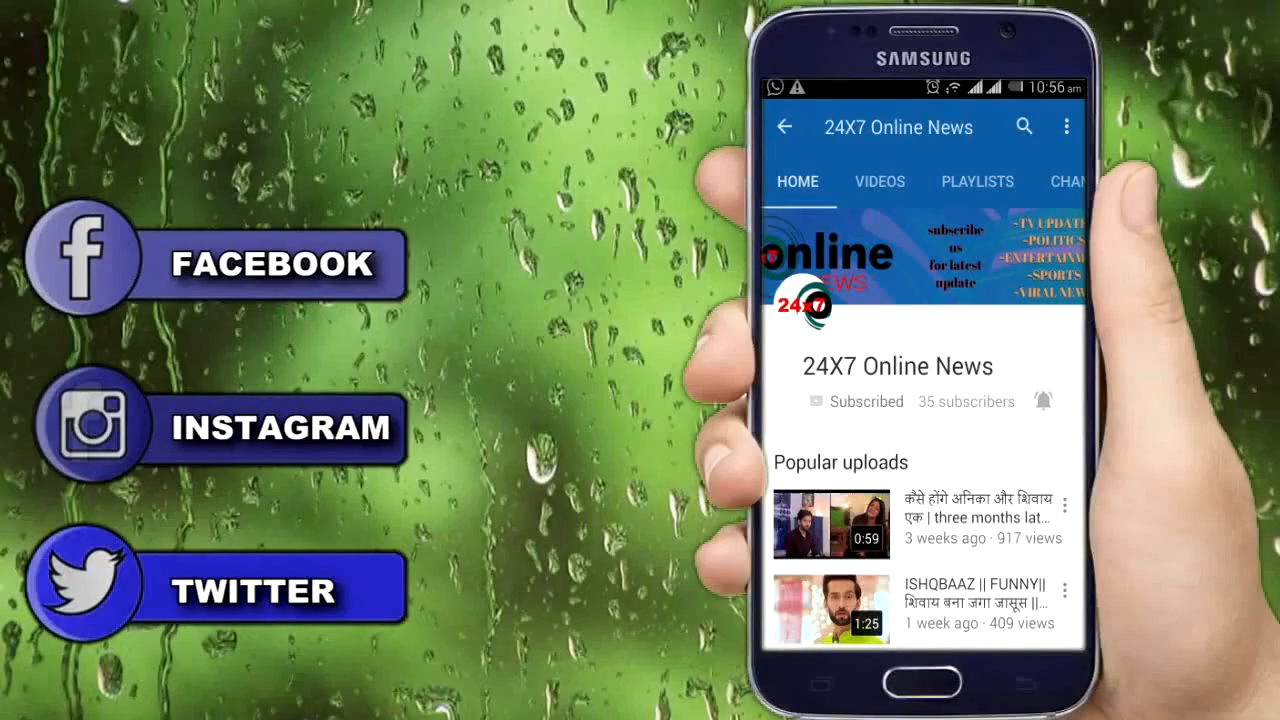 FACEBOOK
INSTAGRAM
TWITTER
SAMSUNG
10:56 am
24X7 Online News
HOME VIDEOS PLAYLISTS CHAN
online
NEWS
subscribe
us
for latest
update
~TV UPDATE
~POLITICS
~ENTERTAINM
~SPORTS
~VIRAL NEW
24x7
24X7 Online News
Subscribed 35 subscribers
Popular uploads
कैसे होंगे अनिका और शिवाय
एक | three months lat...
3 weeks ago · 917 views
0:59
ISHQBAAZ || FUNNY||
शिवाय बना जगा जासूस ||...
1 week ago · 409 views
1:25